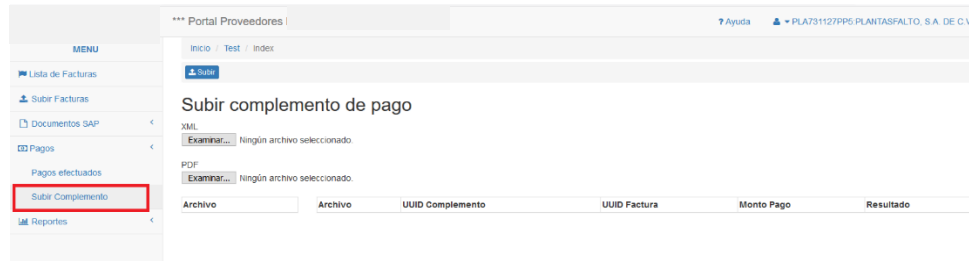 *** Portal Proveedores
? Ayuda
PLA731127PP5:PLANTASFALTO, S.A. DE C.V
MENU
Inicio / Test / Index
Lista de Facturas
Subir
Subir Facturas
Subir complemento de pago
Documentos SAP
XML
Examinar... Ningún archivo seleccionado.
Pagos
PDF
Pagos efectuados
Examinar... Ningún archivo seleccionado.
Subir Complemento
Archivo Archivo UUID Complemento UUID Factura Monto Pago Resultado
Reportes